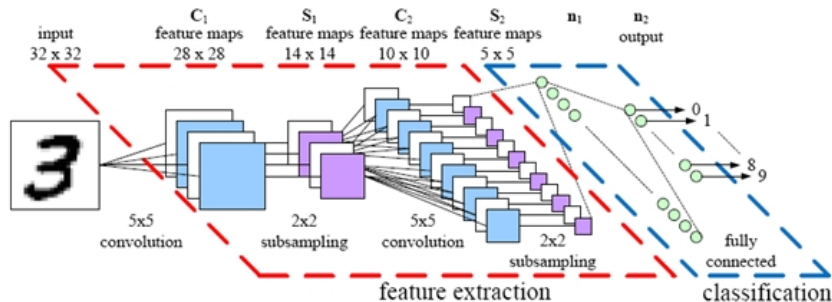 C1
feature maps
28 x 28
S1
feature maps
14 x 14
C2
feature maps
10 x 10
S2
feature maps
5 x 5
n1
n2
output
input
32 x 32
0
1
8
9
3
5x5
convolution
2x2
subsampling
5x5
convolution
2x2
subsampling
fully
connected
feature extraction
classification